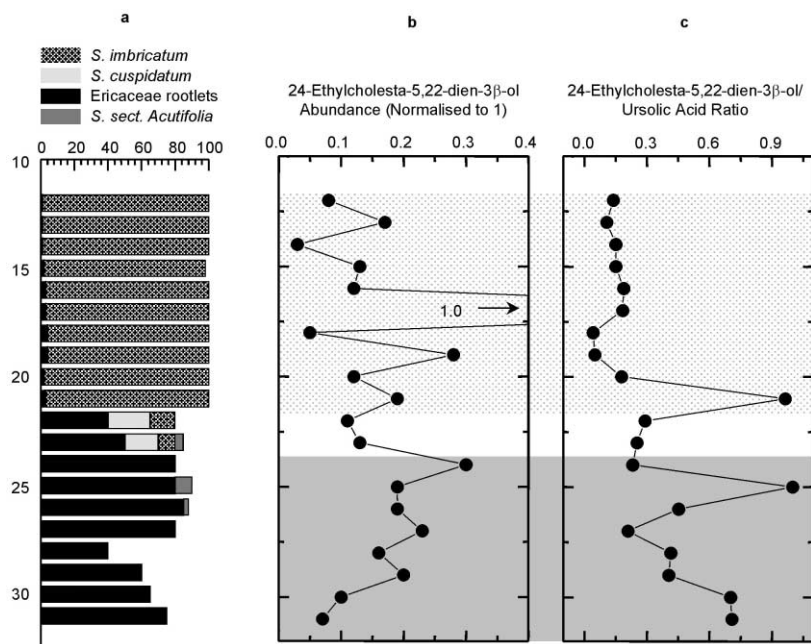 a
S. imbricatum
S. cuspidatum
Ericaceae rootlets
S. sect. Acutifolia
10
0 20 40 60 80 100
15
20
25
30
b
24-Ethylcholesta-5,22-dien-3β-ol
Abundance (Normalised to 1)
0.0 0.1 0.2 0.3 0.4
1.0
c
24-Ethylcholesta-5,22-dien-3β-ol/
Ursolic Acid Ratio
0.0 0.3 0.6 0.9